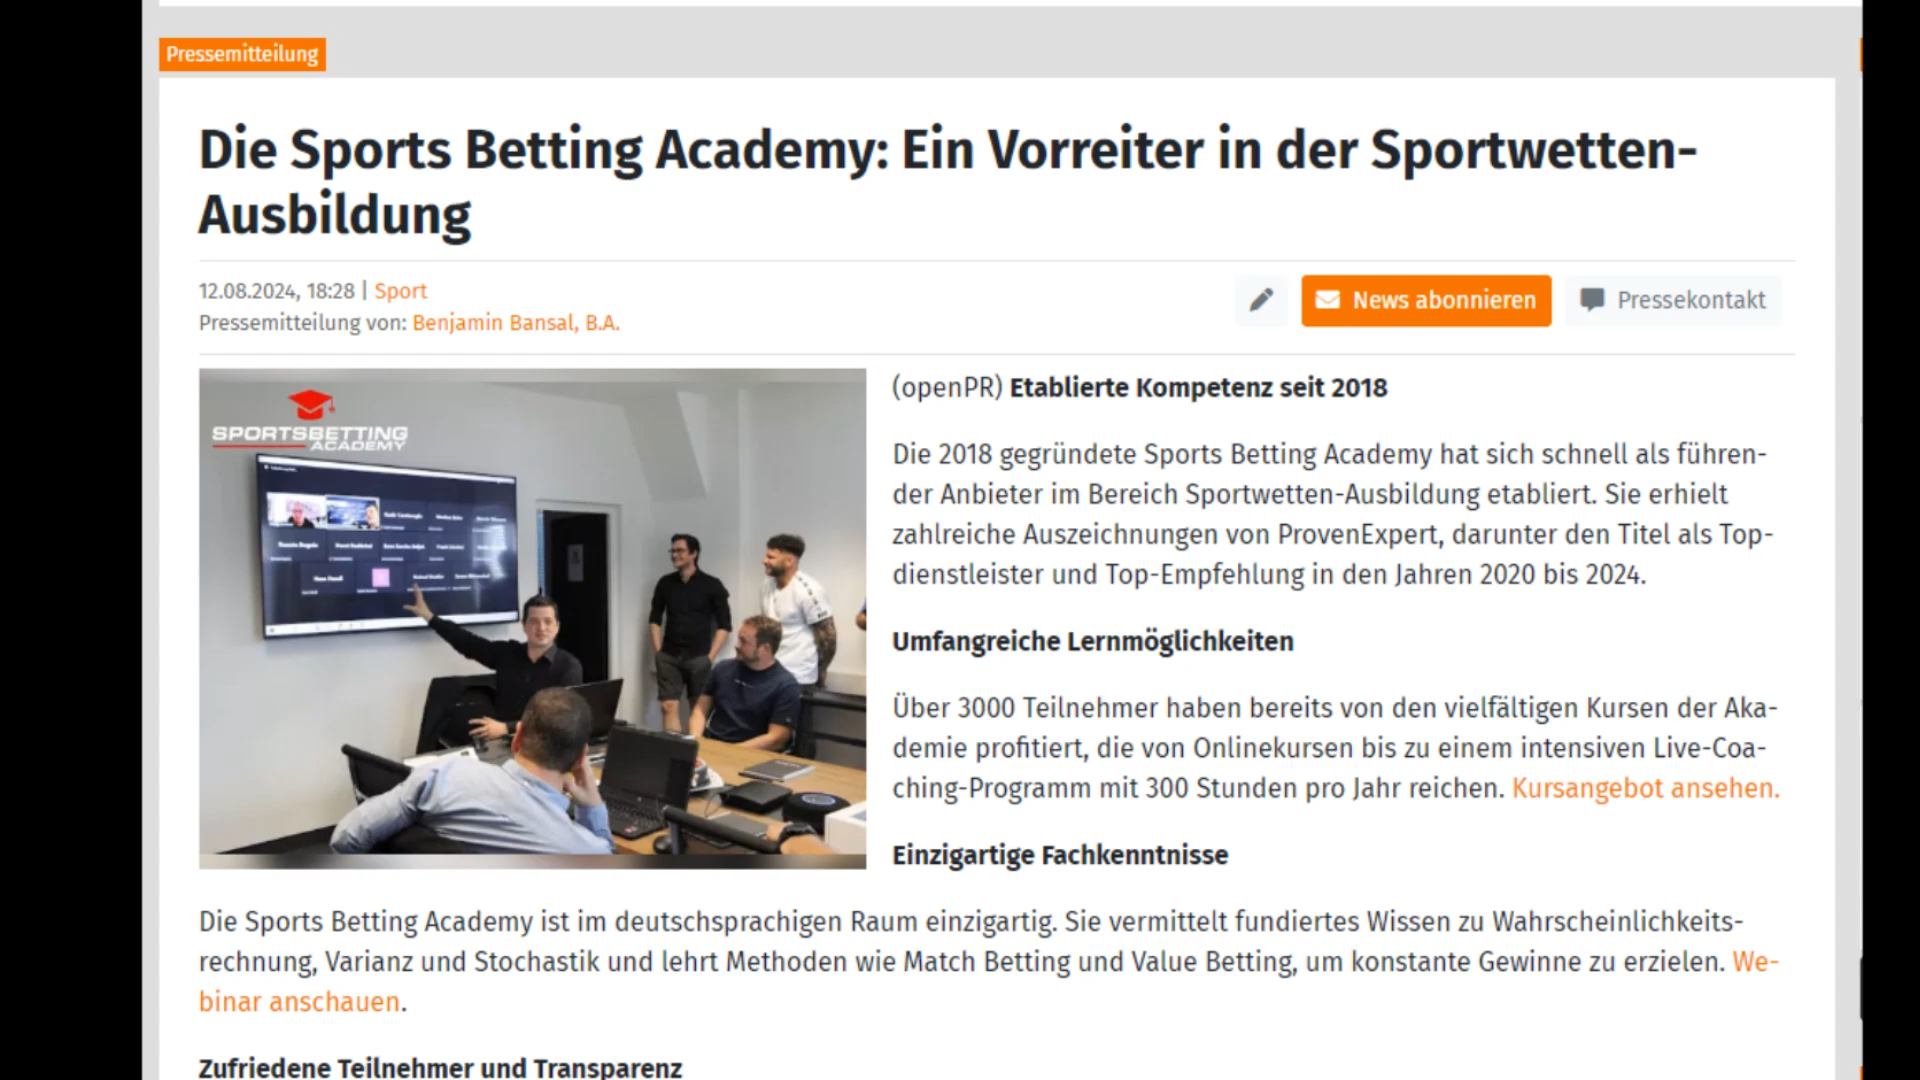 Pressemitteilung
Die Sports Betting Academy: Ein Vorreiter in der Sportwetten-
Ausbildung
12.08.2024, 18:28 | Sport
Pressemitteilung von: Benjamin Bansal, B.A.
News abonnieren
Pressekontakt
SPORTSBETTING
ACADEMY
(openPR) Etablierte Kompetenz seit 2018
Die 2018 gegründete Sports Betting Academy hat sich schnell als führen-
der Anbieter im Bereich Sportwetten-Ausbildung etabliert. Sie erhielt
zahlreiche Auszeichnungen von ProvenExpert, darunter den Titel als Top-
dienstleister und Top-Empfehlung in den Jahren 2020 bis 2024.
Umfangreiche Lernmöglichkeiten
Über 3000 Teilnehmer haben bereits von den vielfältigen Kursen der Aka-
demie profitiert, die von Onlinekursen bis zu einem intensiven Live-Coa-
ching-Programm mit 300 Stunden pro Jahr reichen. Kursangebot ansehen.
Einzigartige Fachkenntnisse
Die Sports Betting Academy ist im deutschsprachigen Raum einzigartig. Sie vermittelt fundiertes Wissen zu Wahrscheinlichkeits-
rechnung, Varianz und Stochastik und lehrt Methoden wie Match Betting und Value Betting, um konstante Gewinne zu erzielen. We-
binar anschauen.
Zufriedene Teilnehmer und Transparenz